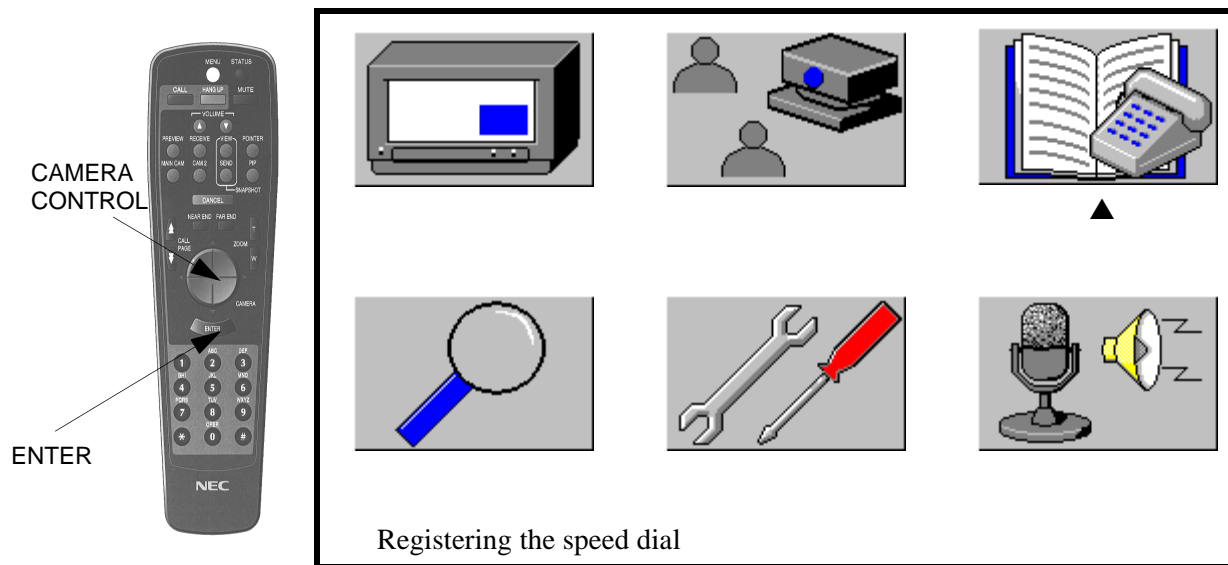 MENU STATUS
CALL HANG UP MUTE
VOLUME
PREVIEW RECEIVE VIEW POINTER
MAIN CAM CAM 2 SEND PIP
SNAPSHOT
CANCEL
NEAR END FAR END
T
CALL
PAGE
ZOOM
W
CAMERA
ENTER
ABC DEF
1 2 3
GHI JKL MNO
4 5 6
PQRS TUV WXYZ
7 8 9
OPER
* 0 #
NEC
CAMERA
CONTROL
ENTER
Registering the speed dial